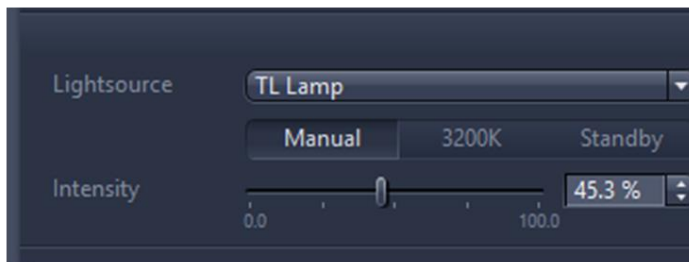 Lightsource TL Lamp
Manual 3200K Standby
Intensity 45.3 %
0.0 100.0